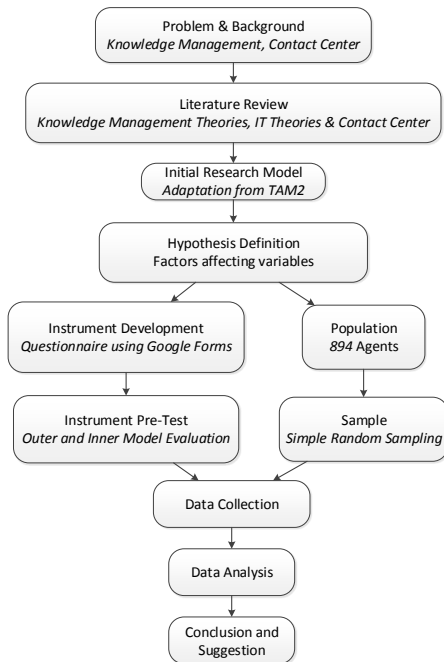 Problem & Background
Knowledge Management, Contact Center
Literature Review
Knowledge Management Theories, IT Theories & Contact Center
Initial Research Model
Adaptation from TAM2
Hypothesis Definition
Factors affecting variables
Instrument Development
Questionnaire using Google Forms
Population
894 Agents
Instrument Pre-Test
Outer and Inner Model Evaluation
Sample
Simple Random Sampling
Data Collection
Data Analysis
Conclusion and
Suggestion